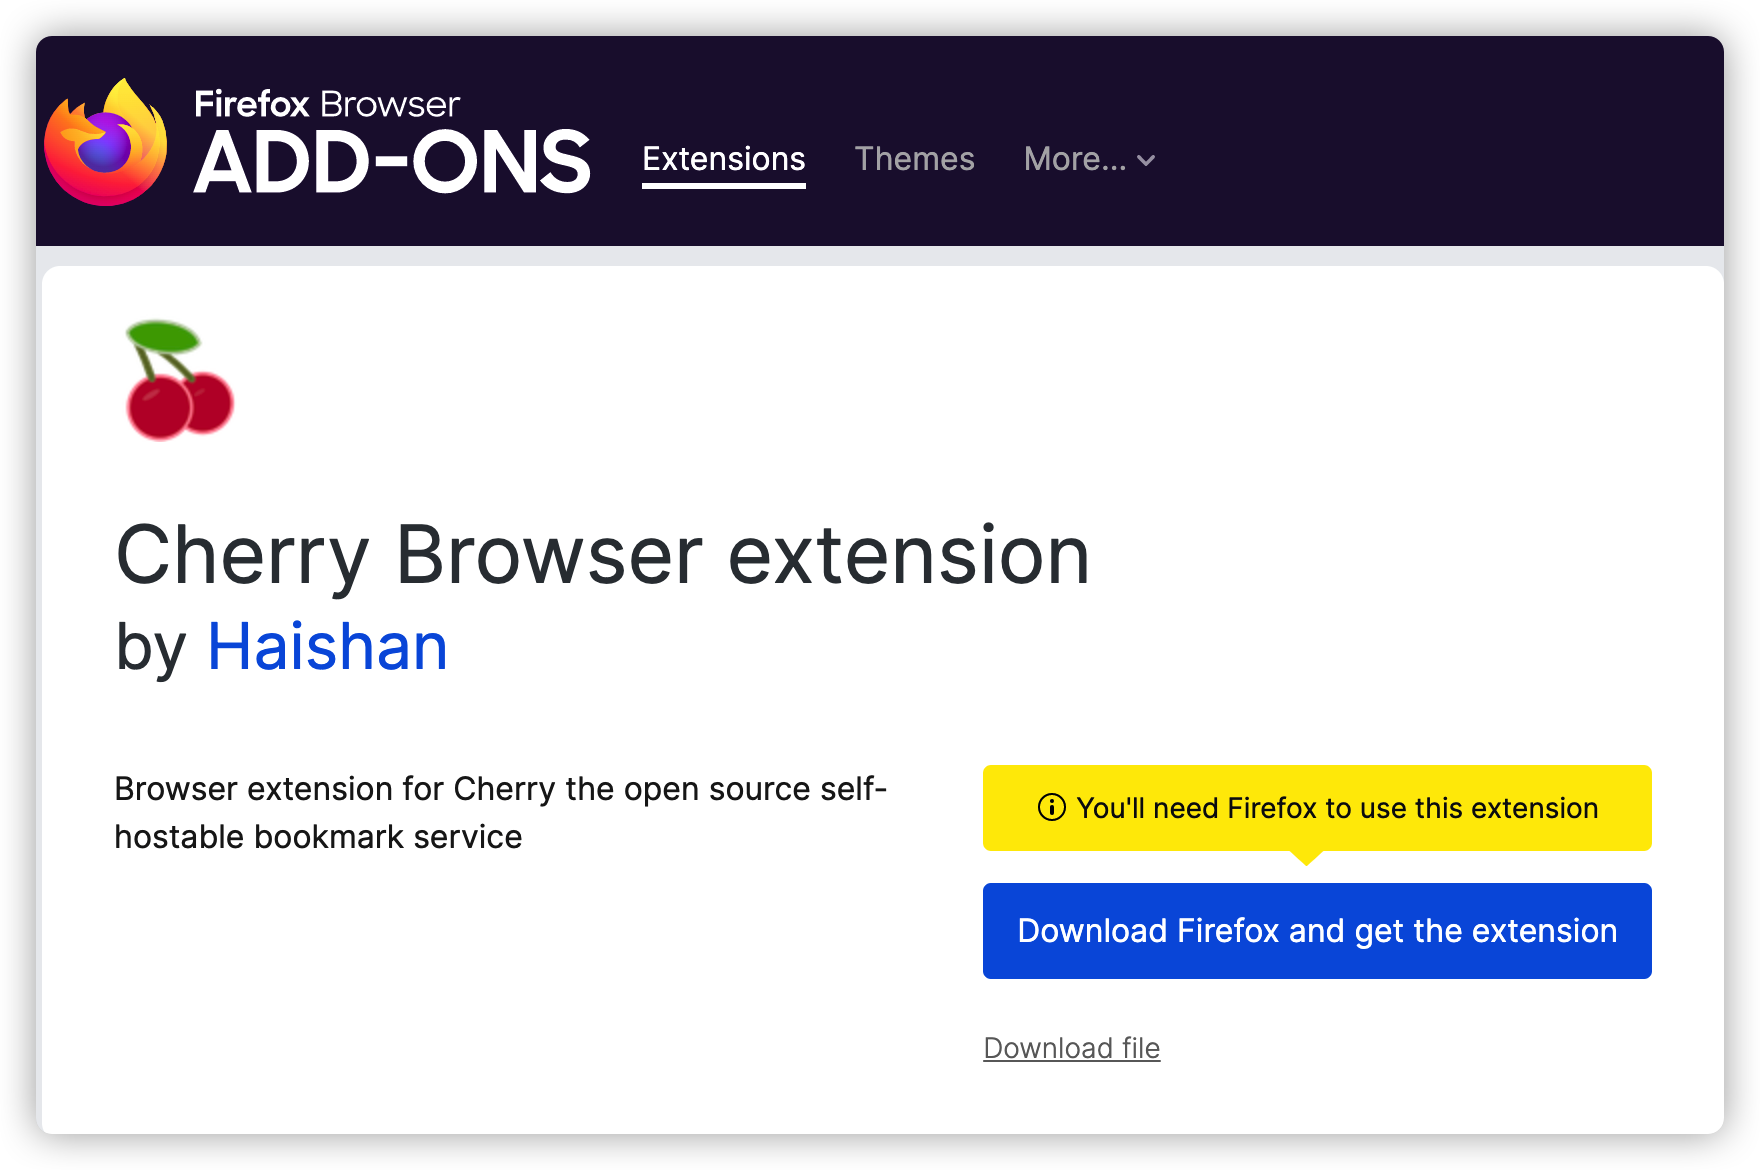 Firefox Browser
ADD-ONS
Extensions
Themes
More...
Cherry Browser extension
by Haishan
Browser extension for Cherry the open source self-
hostable bookmark service
You'll need Firefox to use this extension
Download Firefox and get the extension
Download file